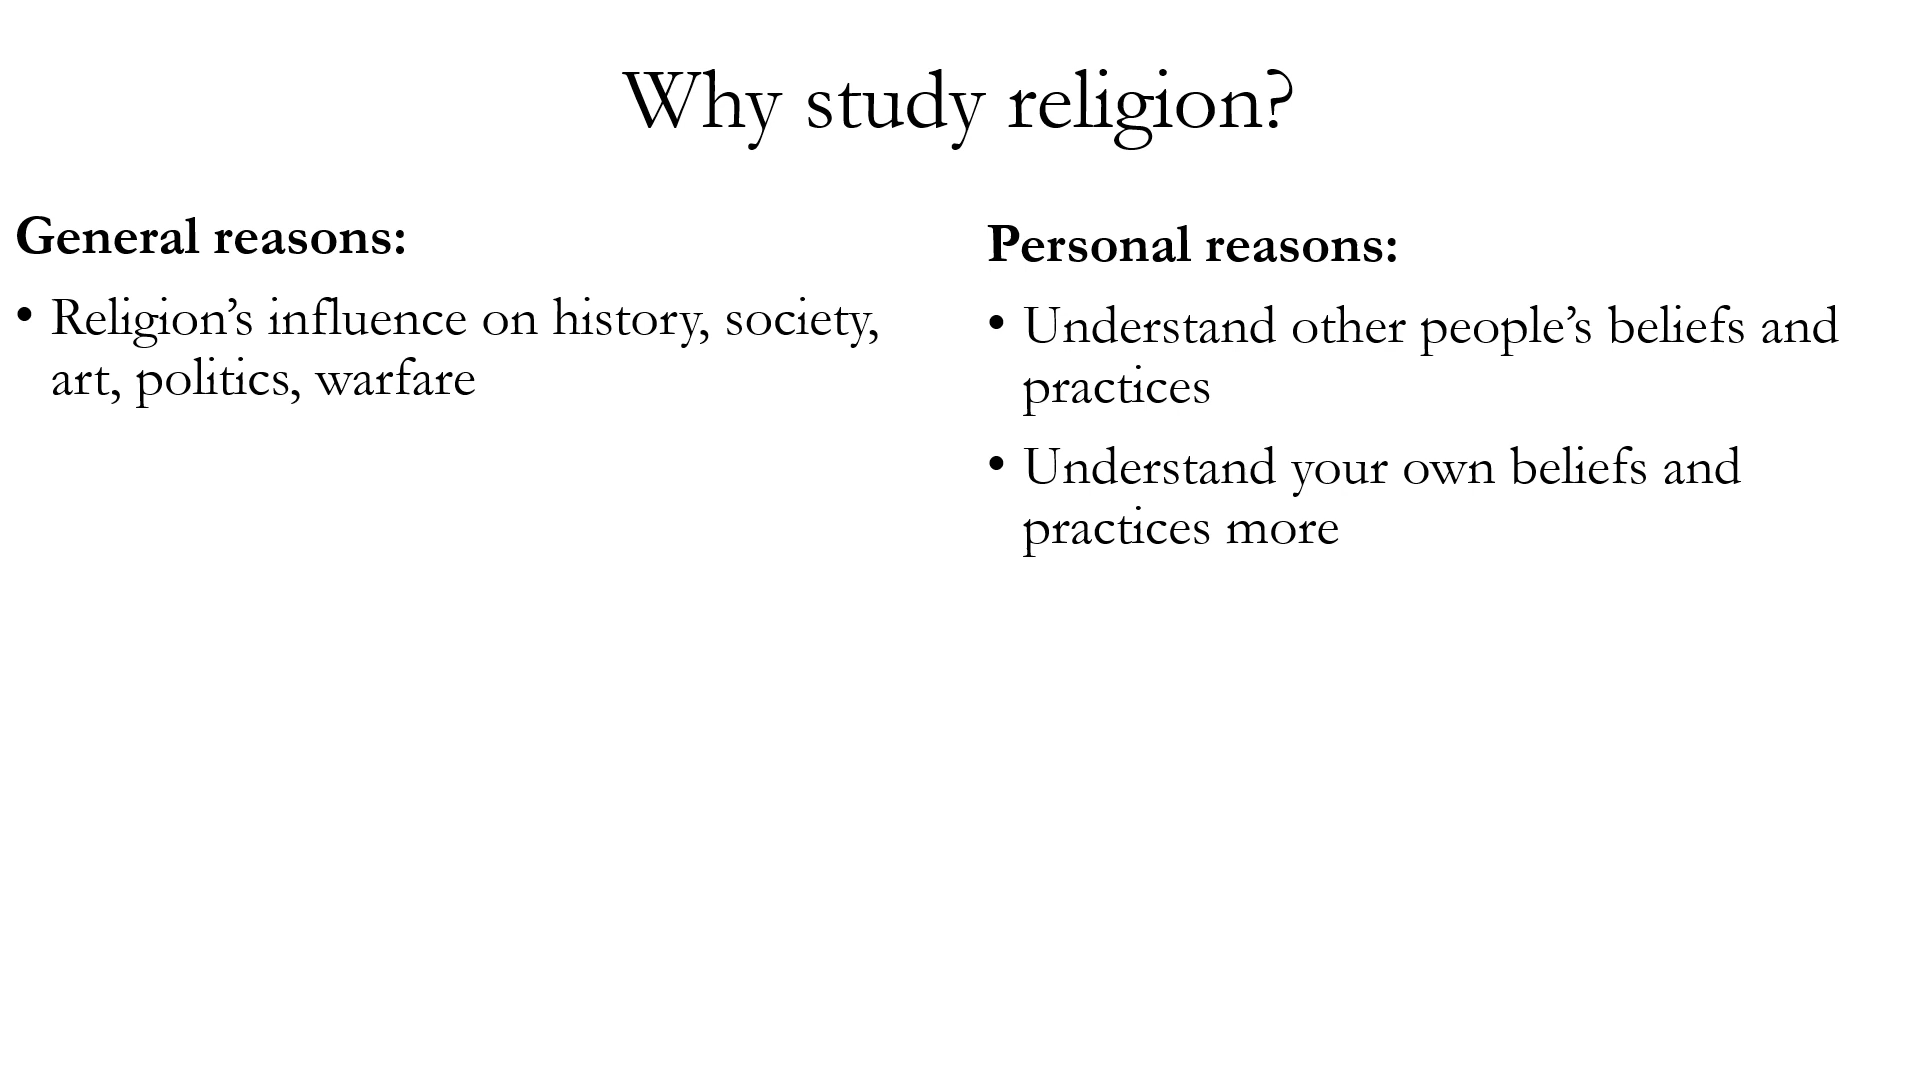 Why study religion?
General reasons:
• Religion’s influence on history, society,
art, politics, warfare
Personal reasons:
• Understand other people’s beliefs and
practices
• Understand your own beliefs and
practices more